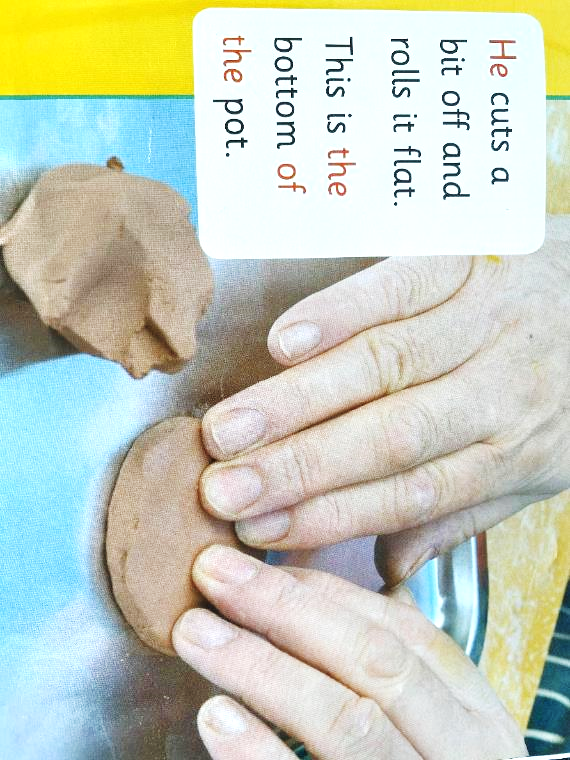 He cuts a
bit off and
rolls it flat.
This is the
bottom of
the pot.